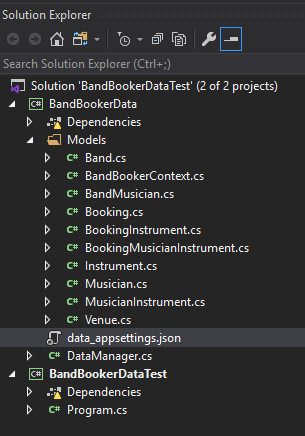 Solution Explorer
Search Solution Explorer (Ctrl+;)
Solution 'BandBookerDataTest' (2 of 2 projects)
C# BandBookerData
Dependencies
Models
C# Band.cs
C# BandBookerContext.cs
C# BandMusician.cs
C# Booking.cs
C# BookingInstrument.cs
C# BookingMusicianInstrument.cs
C# Instrument.cs
C# Musician.cs
C# MusicianInstrument.cs
C# Venue.cs
data_appsettings.json
C# DataManager.cs
C# BandBookerDataTest
Dependencies
C# Program.cs